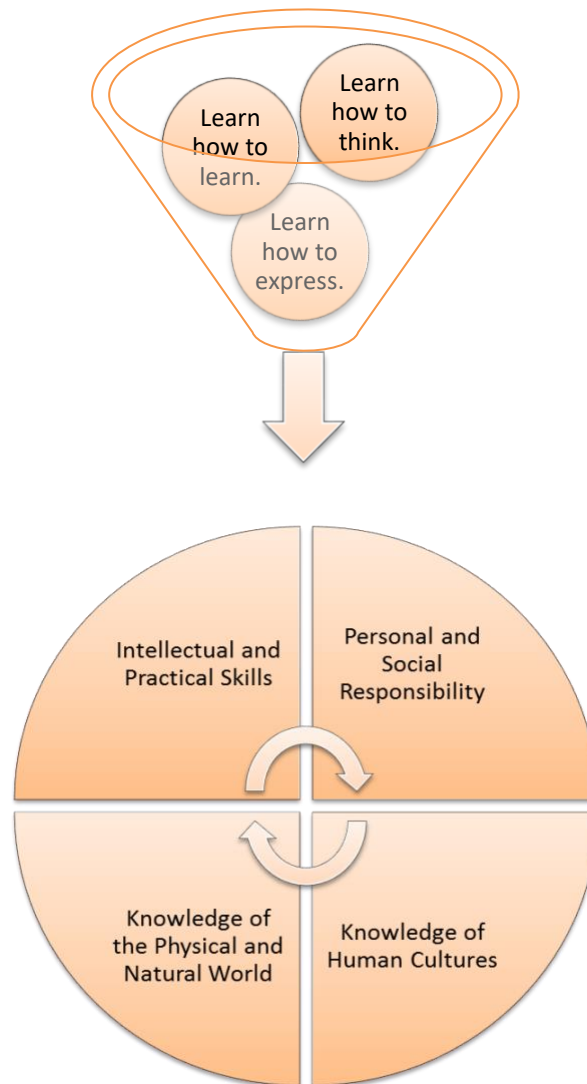 Learn
how to
think.
Learn
how to
learn.
Learn
how to
express.
Intellectual and
Practical Skills
Personal and
Social
Responsibility
Knowledge of
the Physical and
Natural World
Knowledge of
Human Cultures